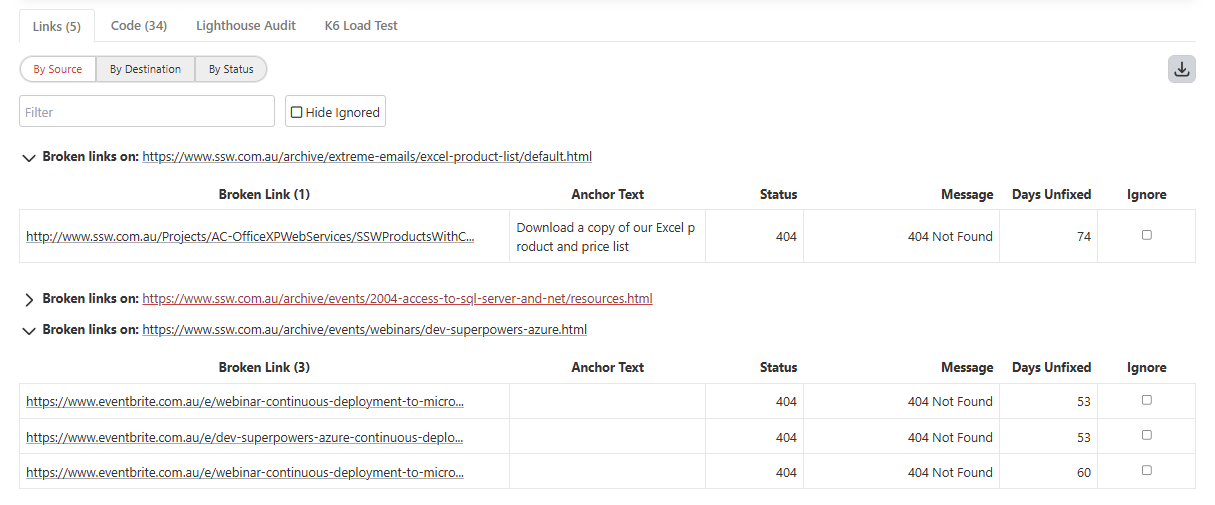 Links (5) Code (34) Lighthouse Audit K6 Load Test
By Source By Destination By Status
Filter Hide Ignored
Broken links on: https://www.ssw.com.au/archive/extreme-emails/excel-product-list/default.html
Broken Link (1) Anchor Text Status Message Days Unfixed Ignore
http://www.ssw.com.au/Projects/AC-OfficeXPWebServices/SSWProductsWithC... Download a copy of our Excel p 404 404 Not Found 74
roduct and price list
Broken links on: https://www.ssw.com.au/archive/events/2004-access-to-sql-server-and-net/resources.html
Broken links on: https://www.ssw.com.au/archive/events/webinars/dev-superpowers-azure.html
Broken Link (3) Anchor Text Status Message Days Unfixed Ignore
https://www.eventbrite.com.au/e/webinar-continuous-deployment-to-micro... 404 404 Not Found 53
https://www.eventbrite.com.au/e/dev-superpowers-azure-continuous-deplo... 404 404 Not Found 53
https://www.eventbrite.com.au/e/webinar-continuous-deployment-to-micro... 404 404 Not Found 60